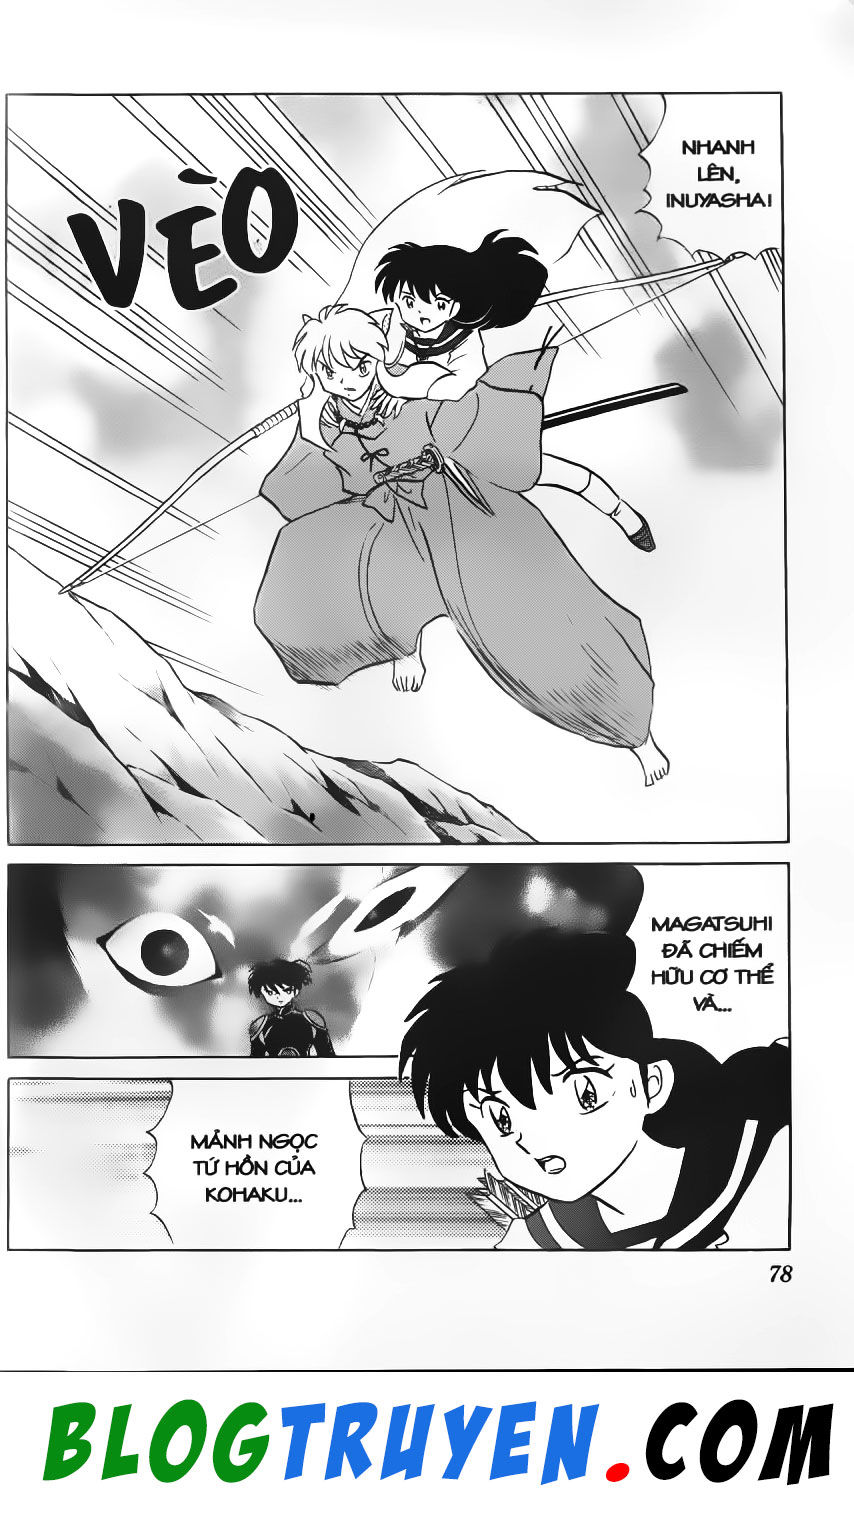 NHANH
LÊN,
INUYASHA!
VÈO
MAGATSUHI
ĐÃ CHIẾM
HỮU CƠ THỂ
VÀ...
MẢNH NGỌC
TỨ HỒN CỦA
KOHAKU...
78
BLOGTRUYEN.COM